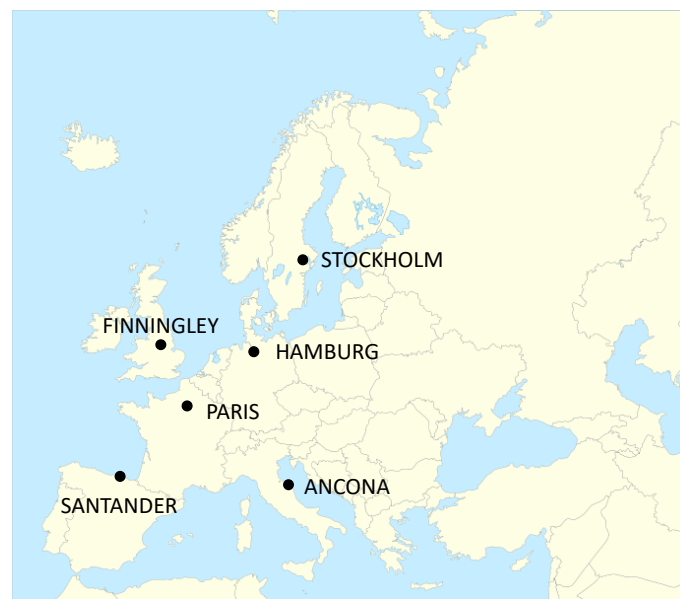 STOCKHOLM
FINNINGLEY
HAMBURG
PARIS
ANCONA
SANTANDER